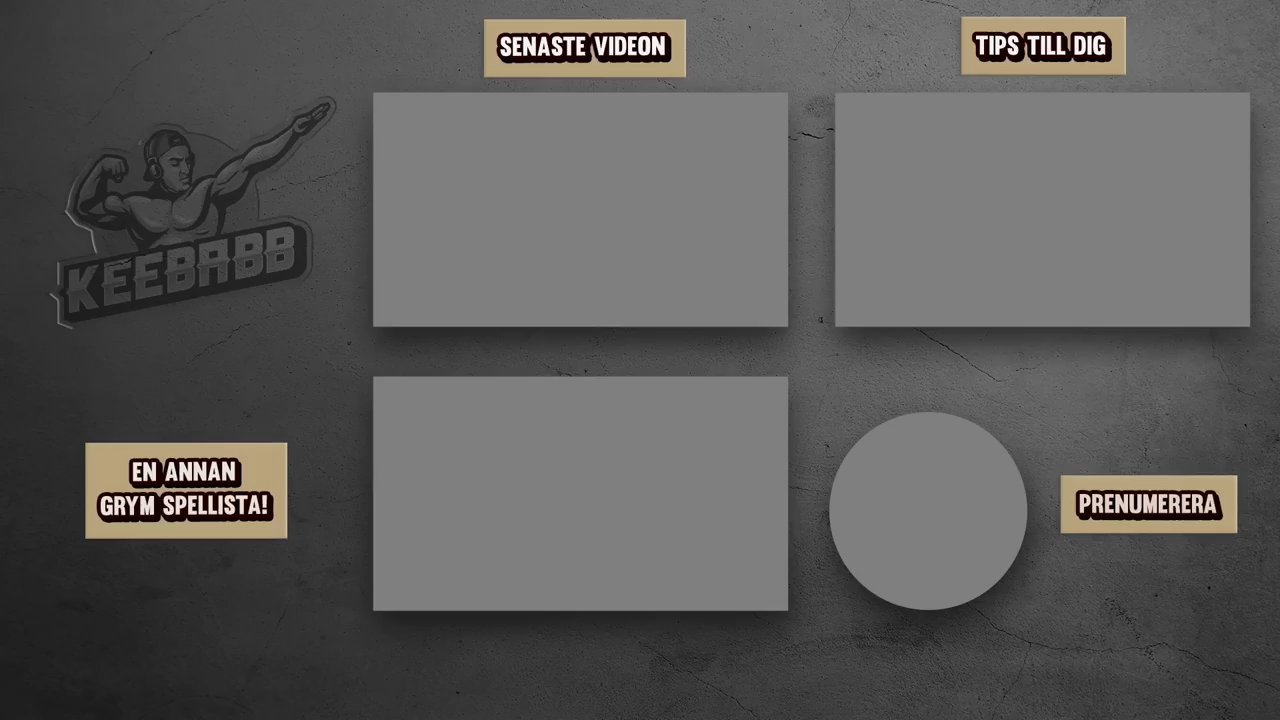 SENASTE VIDEON
TIPS TILL DIG
KEEBABB
EN ANNAN
GRYM SPELLISTA!
PRENUMERERA